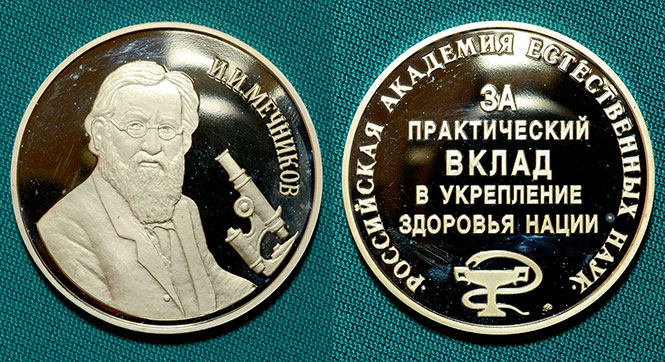 И.И.МЕЧНИКОВ
·РОССИЙСКАЯ АКАДЕМИЯ ЕСТЕСТВЕННЫХ НАУК·
ЗА
ПРАКТИЧЕСКИЙ
ВКЛАД
В УКРЕПЛЕНИЕ
ЗДОРОВЬЯ НАЦИИ